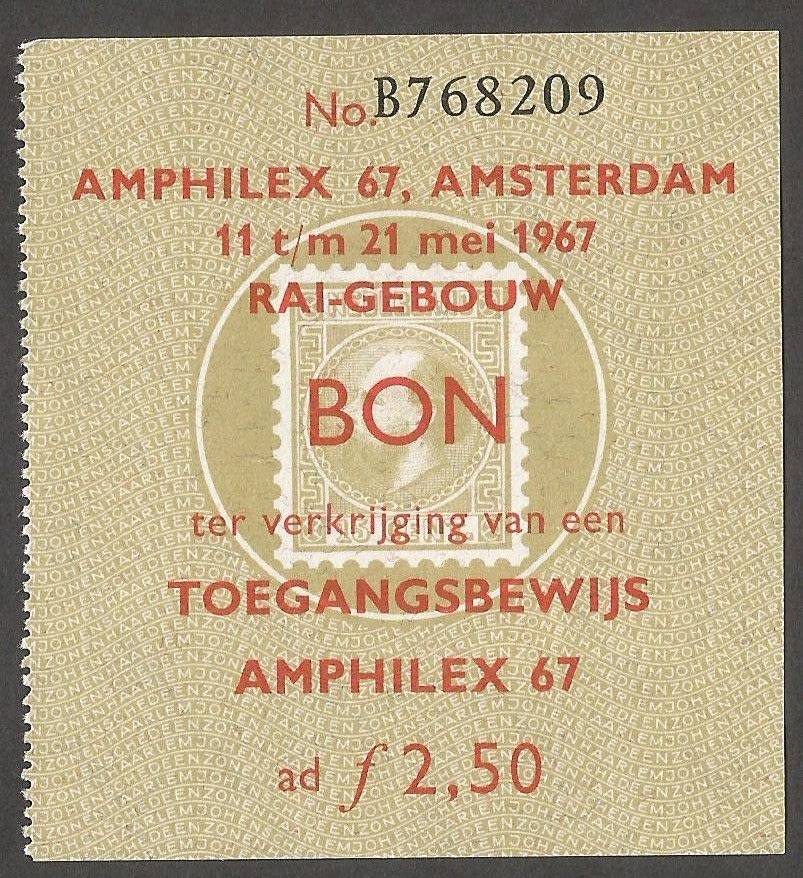 No. B768209
AMPHILEX 67, AMSTERDAM
11 t/m 21 mei 1967
RAI-GEBOUW
BON
ter verkrijging van een
TOEGANGSBEWIJS
AMPHILEX 67
ad ƒ 2,50